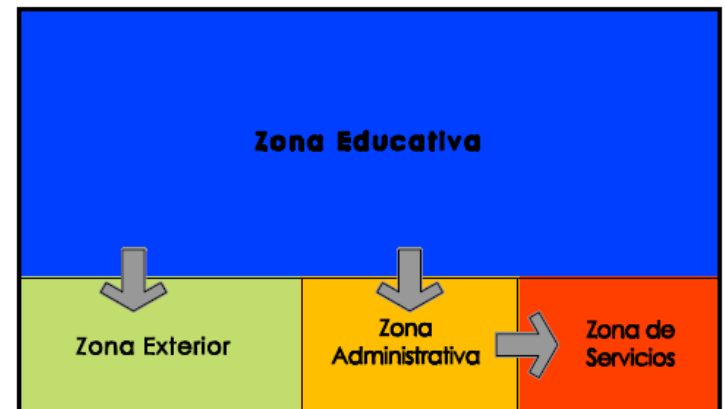 Zona Educativa
Zona Exterior
Zona
Administrativa
Zona de
Servicios